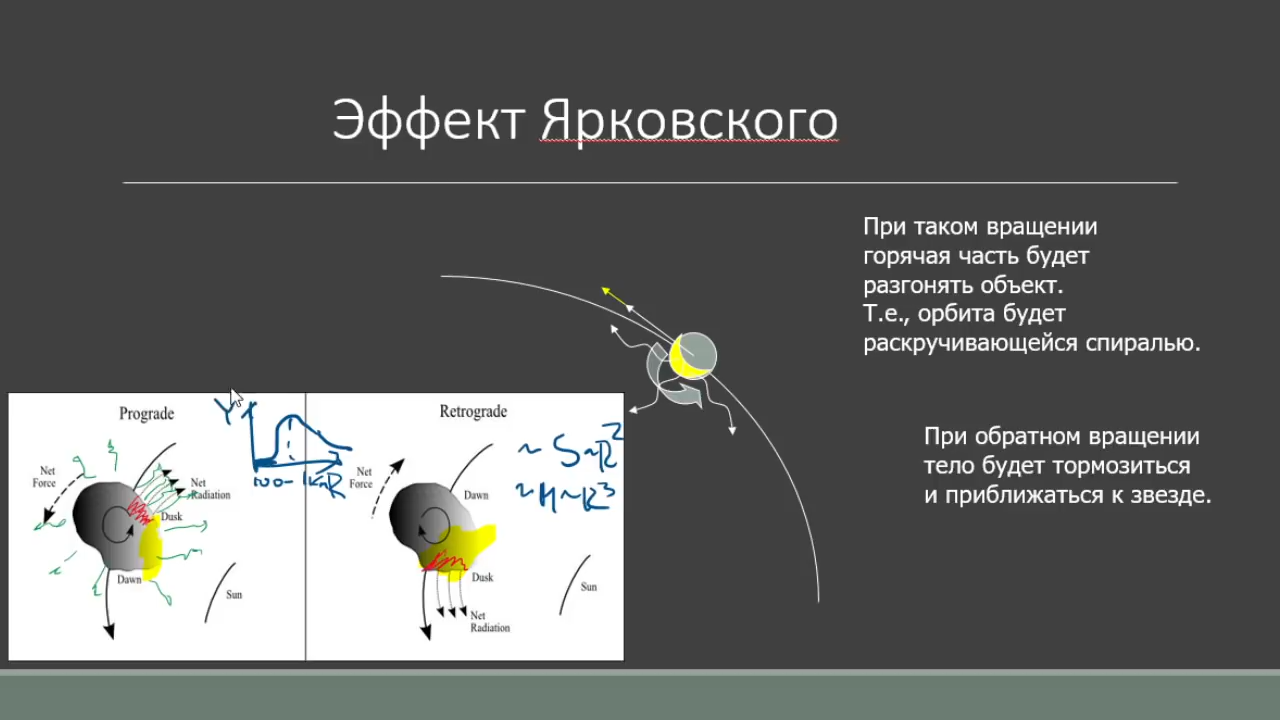 Эффект Ярковского
При таком вращении
горячая часть будет
разгонять объект.
Т.е., орбита будет
раскручивающейся спиралью.
При обратном вращении
тело будет тормозиться
и приближаться к звезде.
Prograde
Net
Force
Net
Radiation
Dusk
Dawn
Sun
Y
Retrograde
Net
Force
Dawn
Dusk
Net
Radiation
Sun
~ S ~ R²